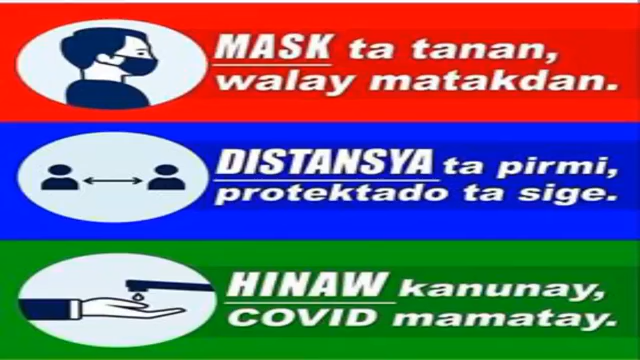 MASK ta tanan,
walay matakdan.
DISTANSYA ta pirmi,
protektado ta sige.
HINAW kanunay,
COVID mamatay.